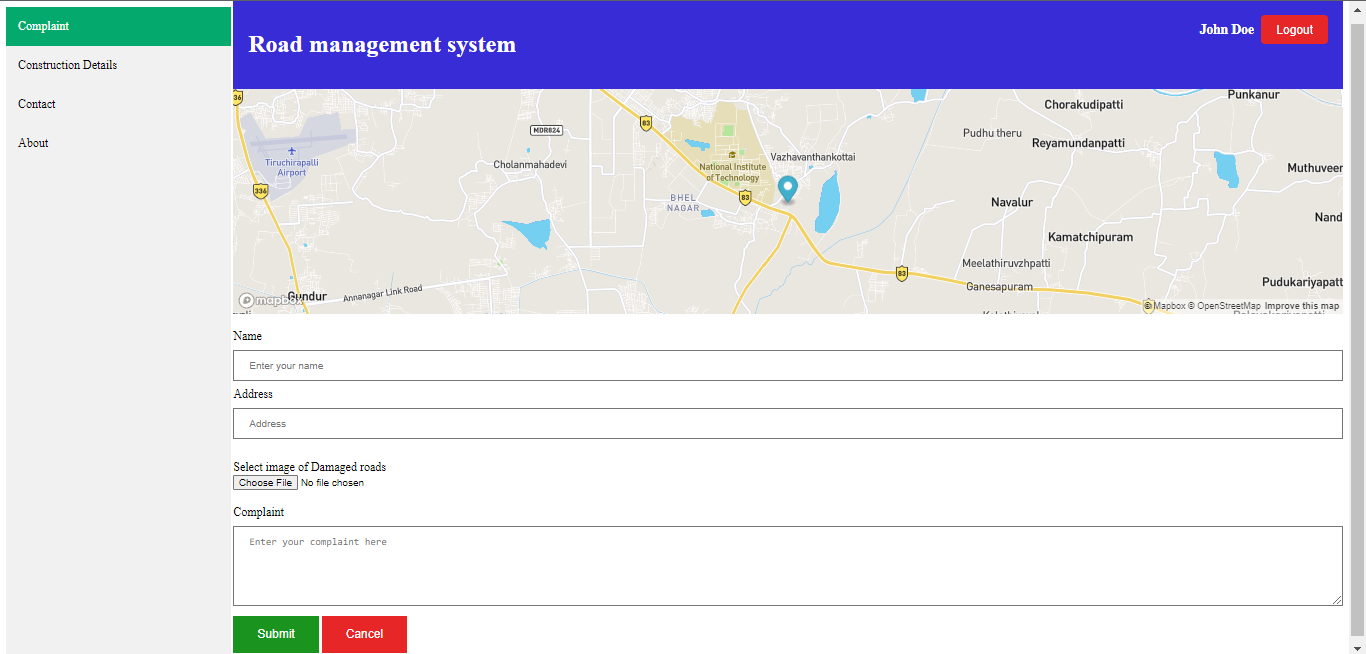 Complaint
Construction Details
Contact
About
Road management system
John Doe
Logout
36
83
MDR824
Cholanmahadevi
Tiruchirapalli
Airport
336
National Institute
of Technology
Vazhavanthankottai
BHEL
NAGAR
83
Chorakudipatti
Punkanur
Pudhu theru
Reyamundanpatti
Muthuveer
Navalur
Nand
Kamatchipuram
Meelathiruvzhpatti
83
Ganesapuram
Pudukariyapatt
Gundur
Annanagar Link Road
mapbox
© Mapbox © OpenStreetMap Improve this map
Name
Enter your name
Address
Address
Select image of Damaged roads
Choose File No file chosen
Complaint
Enter your complaint here
Submit
Cancel